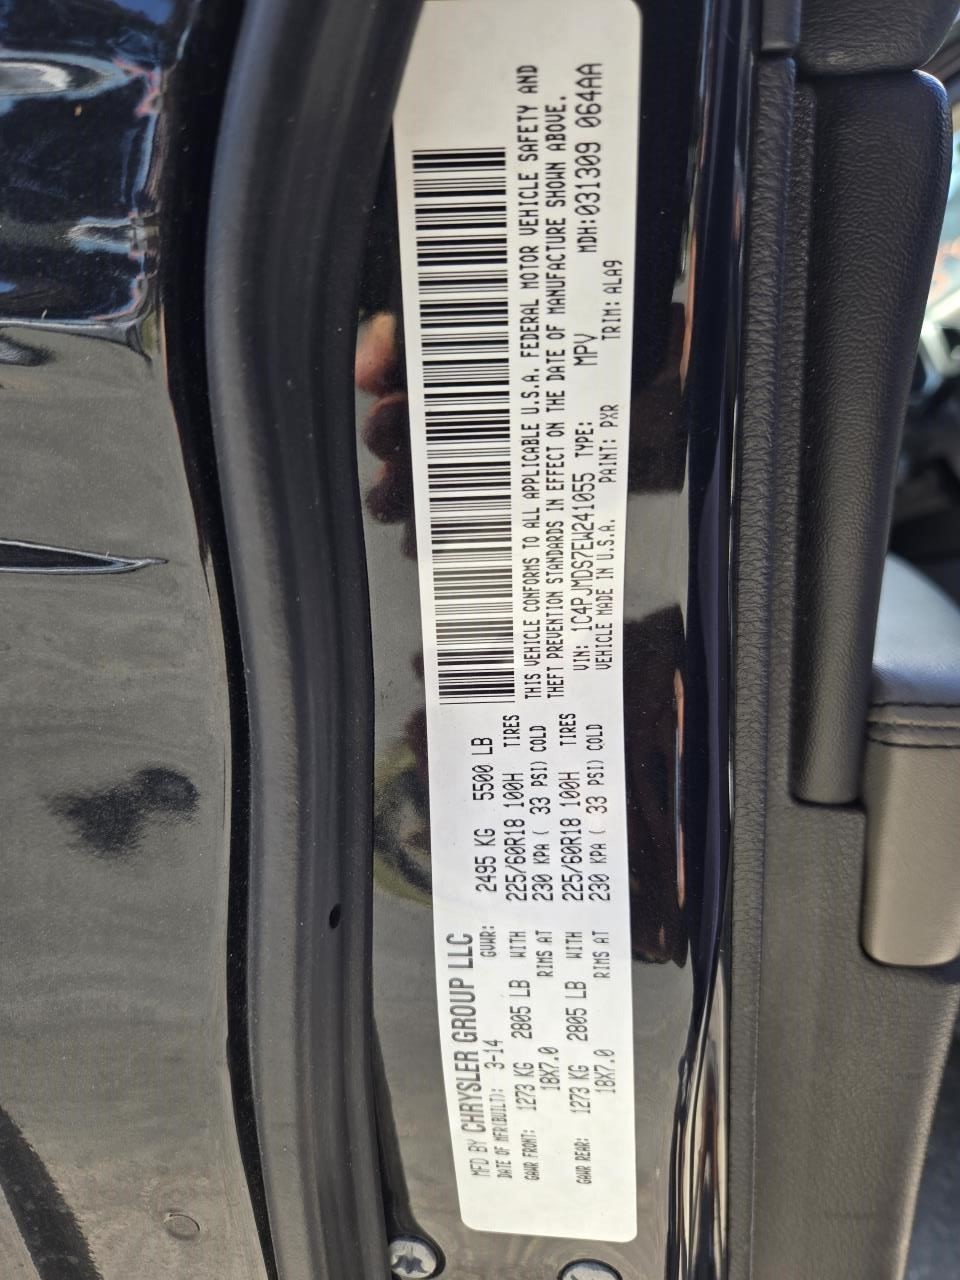 MFD BY CHRYSLER GROUP LLC
DATE OF MFR(BUILT): 3-14 GVWR: 2495 KG 5500 LB
GAWR FRONT: 1273 KG 2805 LB WITH 225/60R18 100H TIRES
18X7.0 RIMS AT 230 KPA ( 33 PSI) COLD
GAWR REAR: 1273 KG 2805 LB WITH 225/60R18 100H TIRES
18X7.0 RIMS AT 230 KPA ( 33 PSI) COLD
THIS VEHICLE CONFORMS TO ALL APPLICABLE U.S.A. FEDERAL MOTOR VEHICLE SAFETY AND
THEFT PREVENTION STANDARDS IN EFFECT ON THE DATE OF MANUFACTURE SHOWN ABOVE.
VIN: 1C4PJMDS7EW241055 TYPE: MPV MDH:031309 064AA
VEHICLE MADE IN U.S.A. PAINT: PXR TRIM: ALA9